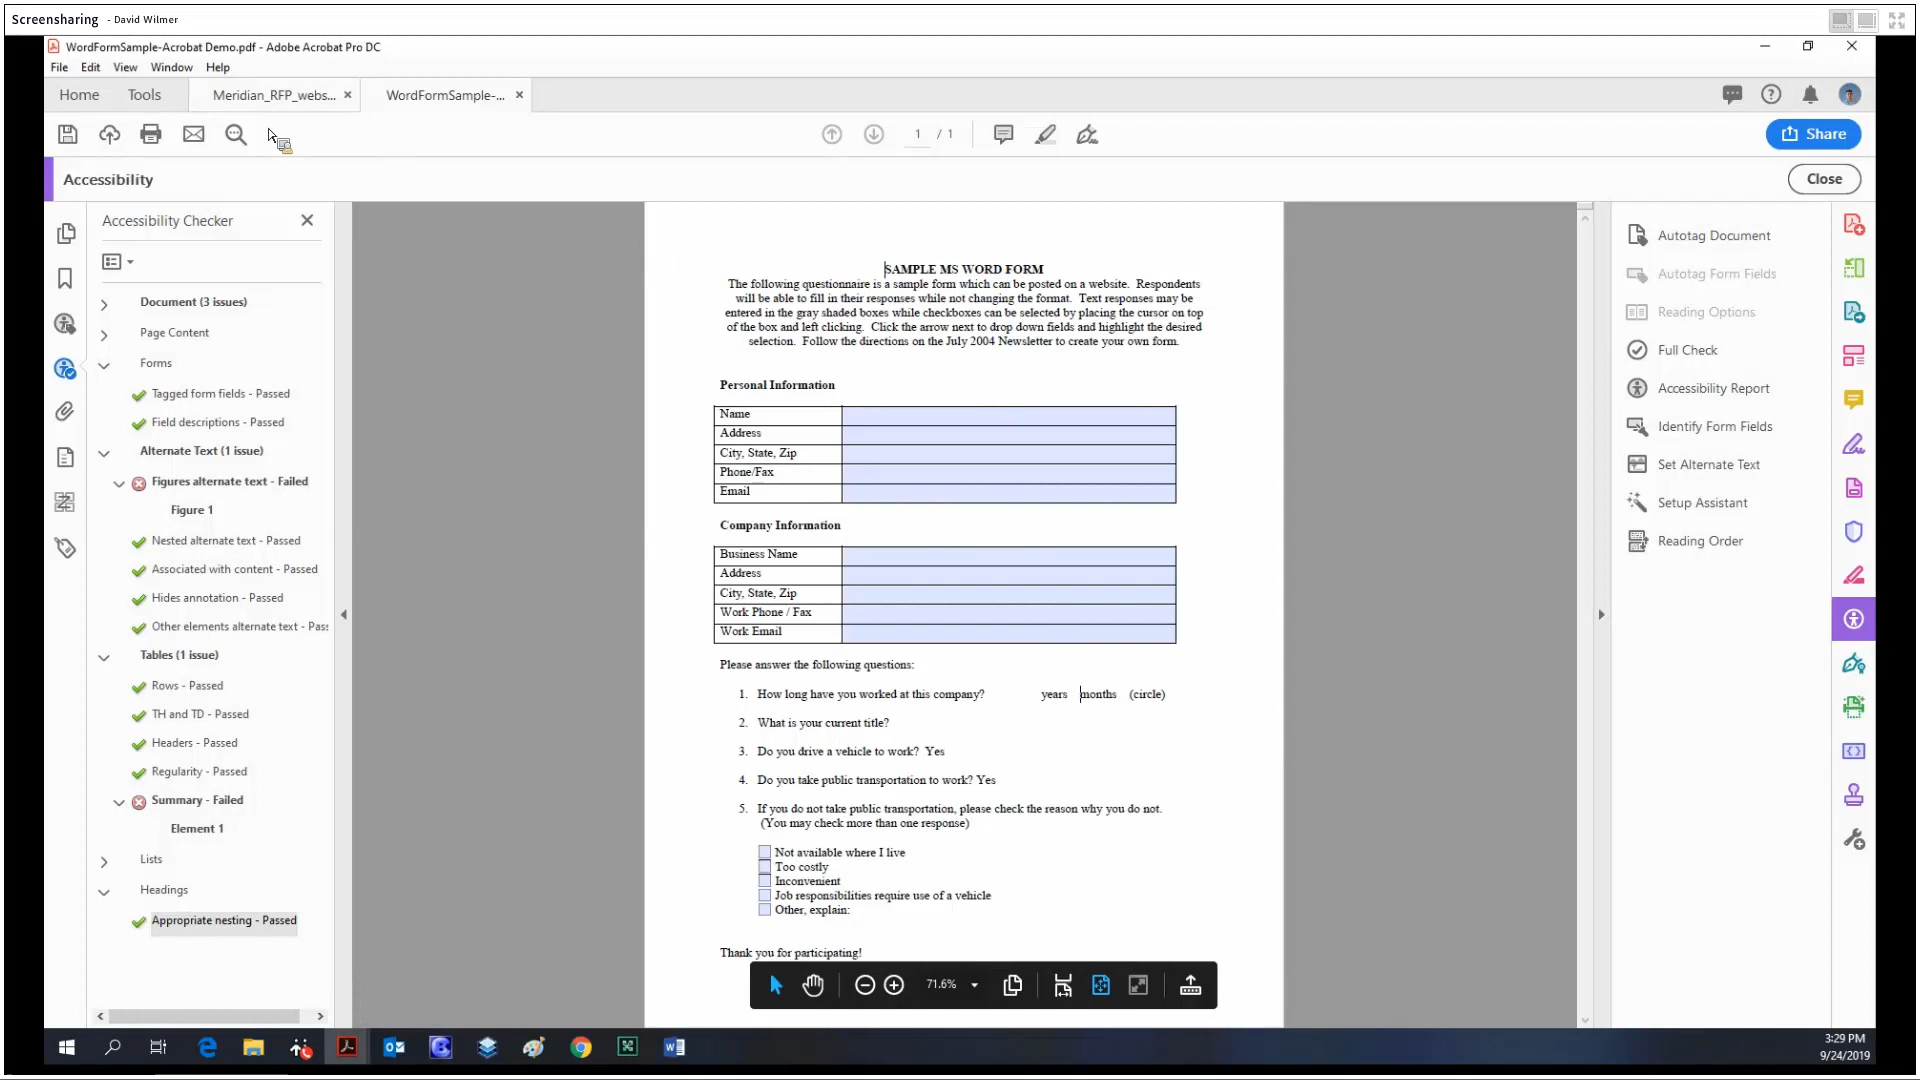 Screensharing - David Wilmer
WordFormSample-Acrobat Demo.pdf - Adobe Acrobat Pro DC
File Edit View Window Help
Home Tools Meridian_RFP_webs... × WordFormSample-... ×
1 / 1
Share
Accessibility
Close
Accessibility Checker
Document (3 issues)
Page Content
Forms
Tagged form fields - Passed
Field descriptions - Passed
Alternate Text (1 issue)
Figures alternate text - Failed
Figure 1
Nested alternate text - Passed
Associated with content - Passed
Hides annotation - Passed
Other elements alternate text - Pass
Tables (1 issue)
Rows - Passed
TH and TD - Passed
Headers - Passed
Regularity - Passed
Summary - Failed
Element 1
Lists
Headings
Appropriate nesting - Passed
SAMPLE MS WORD FORM
The following questionnaire is a sample form which can be posted on a website. Respondents
will be able to fill in their responses while not changing the format. Text responses may be
entered in the gray shaded boxes while checkboxes can be selected by placing the cursor on top
of the box and left clicking. Click the arrow next to drop down fields and highlight the desired
selection. Follow the directions on the July 2004 Newsletter to create your own form.
Personal Information
Name
Address
City, State, Zip
Phone/Fax
Email
Company Information
Business Name
Address
City, State, Zip
Work Phone / Fax
Work Email
Please answer the following questions:
1. How long have you worked at this company? years months (circle)
2. What is your current title?
3. Do you drive a vehicle to work? Yes
4. Do you take public transportation to work? Yes
5. If you do not take public transportation, please check the reason why you do not.
(You may check more than one response)
Not available where I live
Too costly
Inconvenient
Job responsibilities require use of a vehicle
Other, explain:
Thank you for participating!
71.6%
Autotag Document
Autotag Form Fields
Reading Options
Full Check
Accessibility Report
Identify Form Fields
Set Alternate Text
Setup Assistant
Reading Order
3:29 PM
9/24/2019